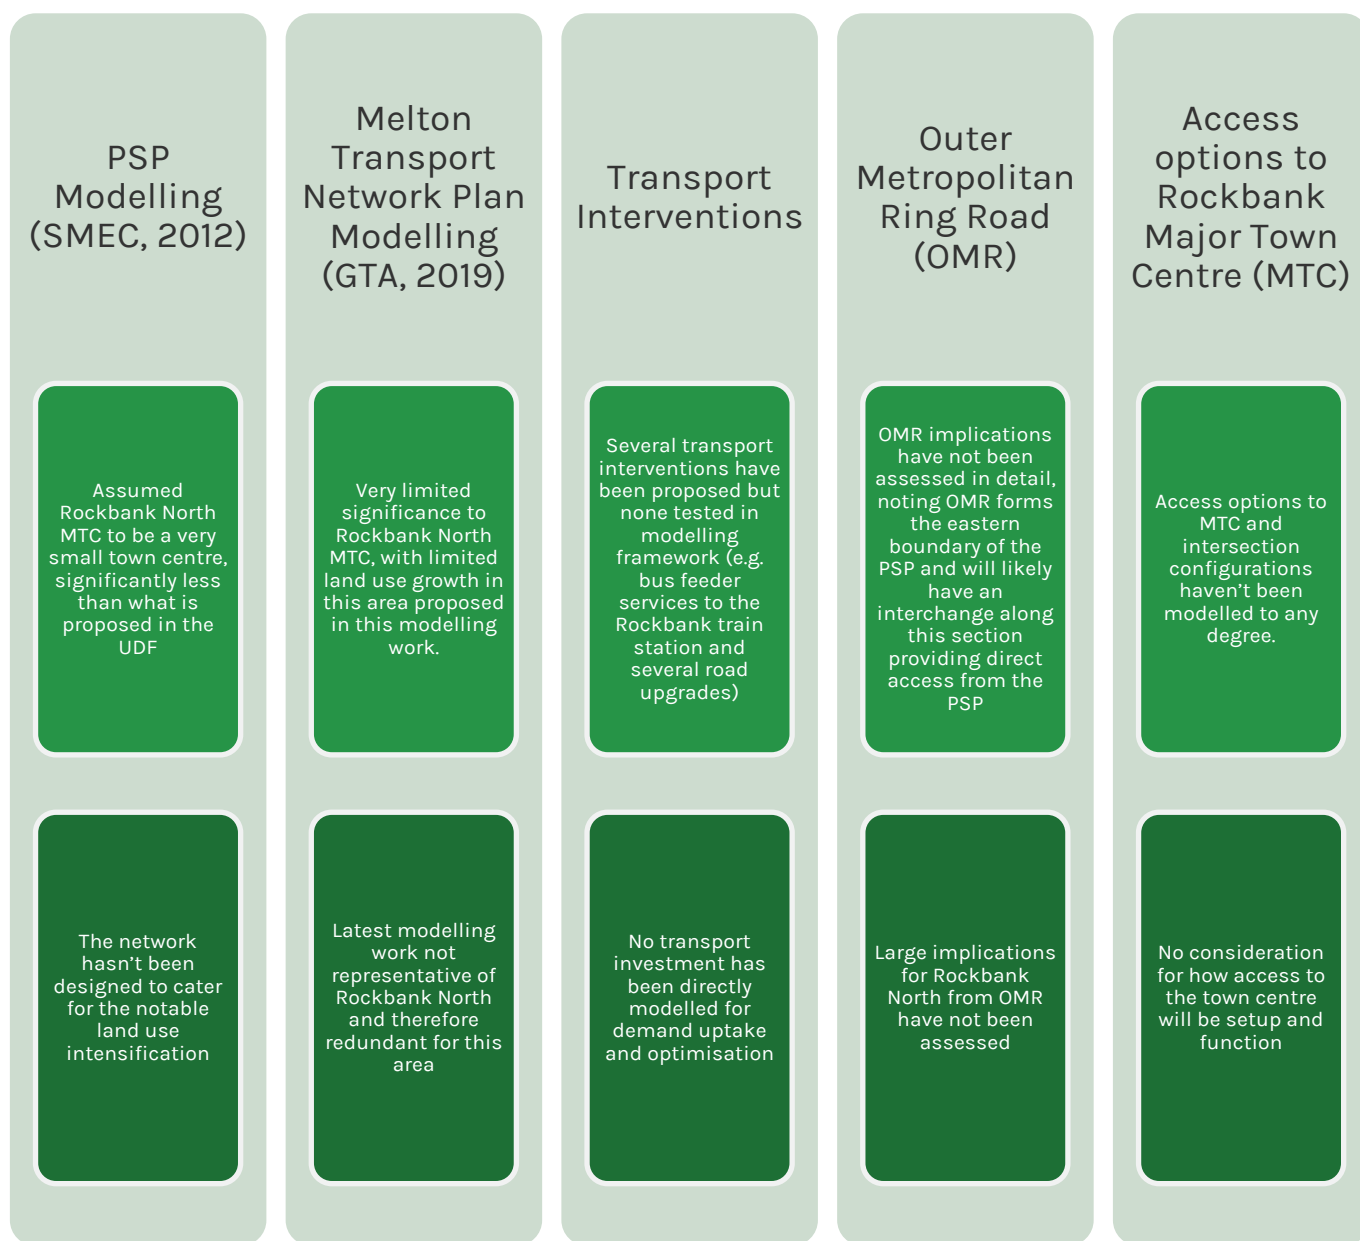 PSP
Modelling
(SMEC, 2012)
Assumed
Rockbank North
MTC to be a very
small town centre,
significantly less
than what is
proposed in the
UDF
The network
hasn’t been
designed to cater
for the notable
land use
intensification
Melton
Transport
Network Plan
Modelling
(GTA, 2019)
Very limited
significance to
Rockbank North
MTC, with limited
land use growth in
this area proposed
in this modelling
work.
Latest modelling
work not
representative of
Rockbank North
and therefore
redundant for this
area
Transport
Interventions
Several transport
interventions have
been proposed but
none tested in
modelling
framework (e.g.
bus feeder
services to the
Rockbank train
station and
several road
upgrades)
No transport
investment has
been directly
modelled for
demand uptake
and optimisation
Outer
Metropolitan
Ring Road
(OMR)
OMR implications
have not been
assessed in detail,
noting OMR forms
the eastern
boundary of the
PSP and will likely
have an
interchange along
this section
providing direct
access from the
PSP
Large implications
for Rockbank
North from OMR
have not been
assessed
Access
options to
Rockbank
Major Town
Centre (MTC)
Access options to
MTC and
intersection
configurations
haven’t been
modelled to any
degree.
No consideration
for how access to
the town centre
will be setup and
function